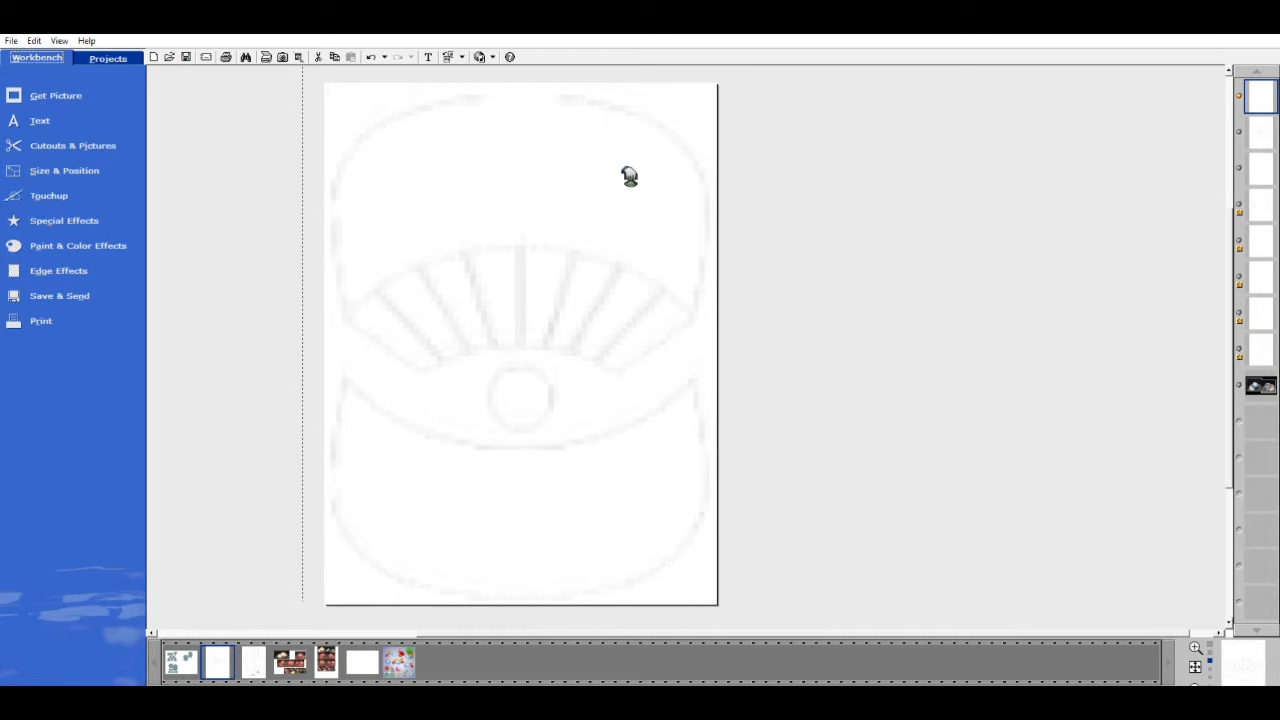 File Edit View Help
Workbench Projects
Get Picture
Text
Cutouts & Pictures
Size & Position
Touchup
Special Effects
Paint & Color Effects
Edge Effects
Save & Send
Print